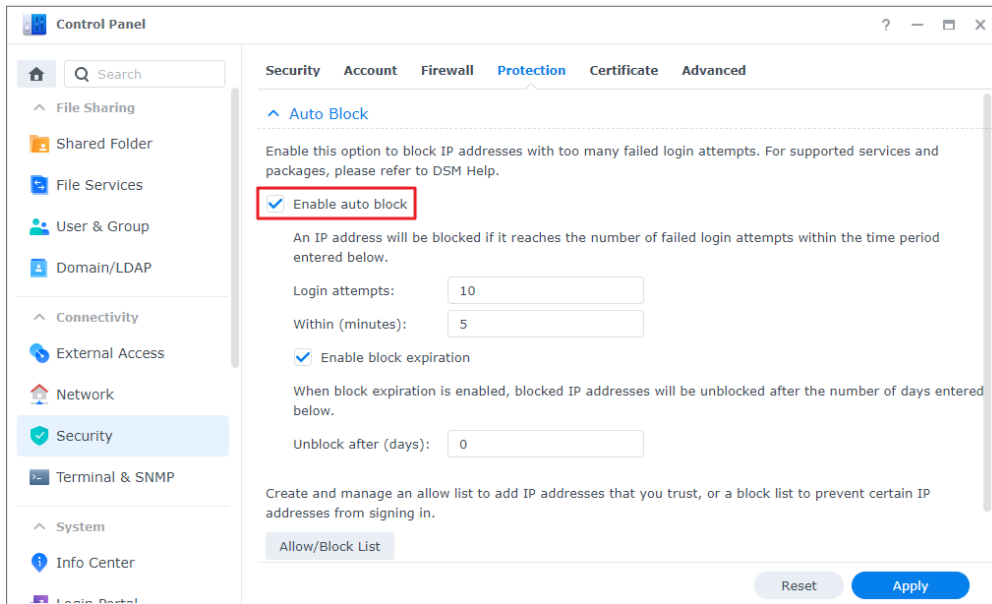 Control Panel
Search
File Sharing
Shared Folder
File Services
User & Group
Domain/LDAP
Connectivity
External Access
Network
Security
Terminal & SNMP
System
Info Center
Login Portal
Security Account Firewall Protection Certificate Advanced
Auto Block
Enable this option to block IP addresses with too many failed login attempts. For supported services and
packages, please refer to DSM Help.
Enable auto block
An IP address will be blocked if it reaches the number of failed login attempts within the time period
entered below.
Login attempts: 10
Within (minutes): 5
Enable block expiration
When block expiration is enabled, blocked IP addresses will be unblocked after the number of days entered
below.
Unblock after (days): 0
Create and manage an allow list to add IP addresses that you trust, or a block list to prevent certain IP
addresses from signing in.
Allow/Block List
Reset Apply